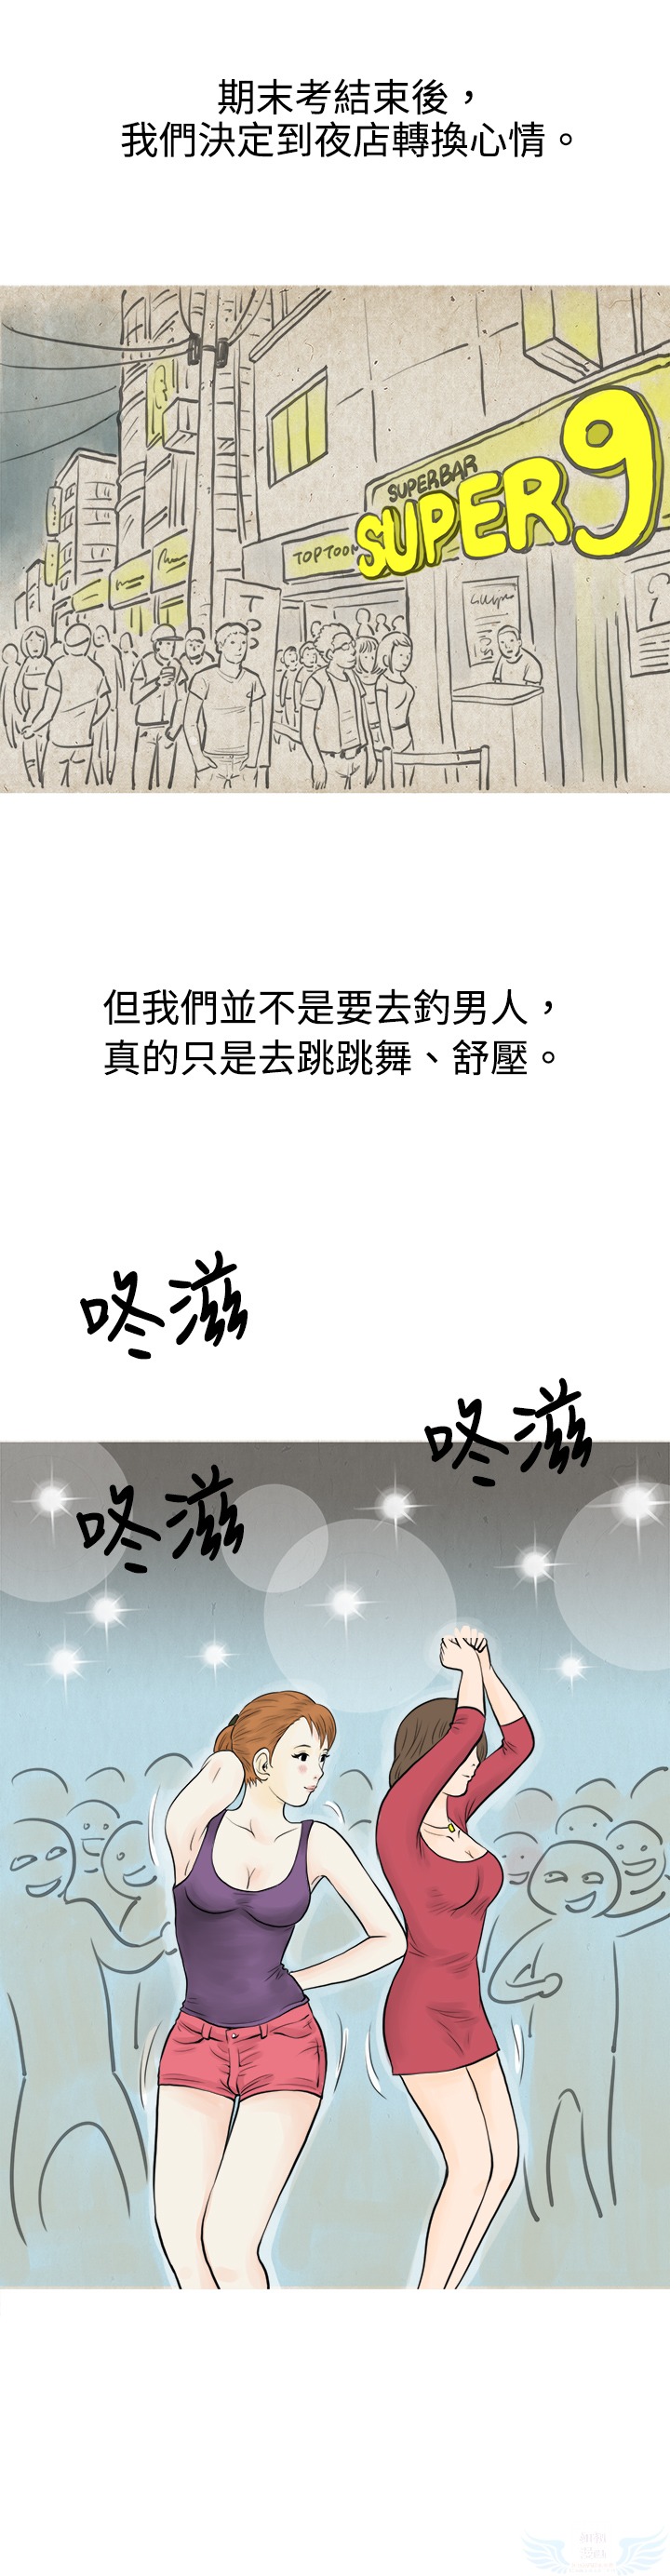 期末考結束後，
我們決定到夜店轉換心情。
SUPERBAR
SUPER 9
TOPTOON
但我們並不是要去釣男人，
真的只是去跳跳舞、舒壓。
咚滋
咚滋
咚滋